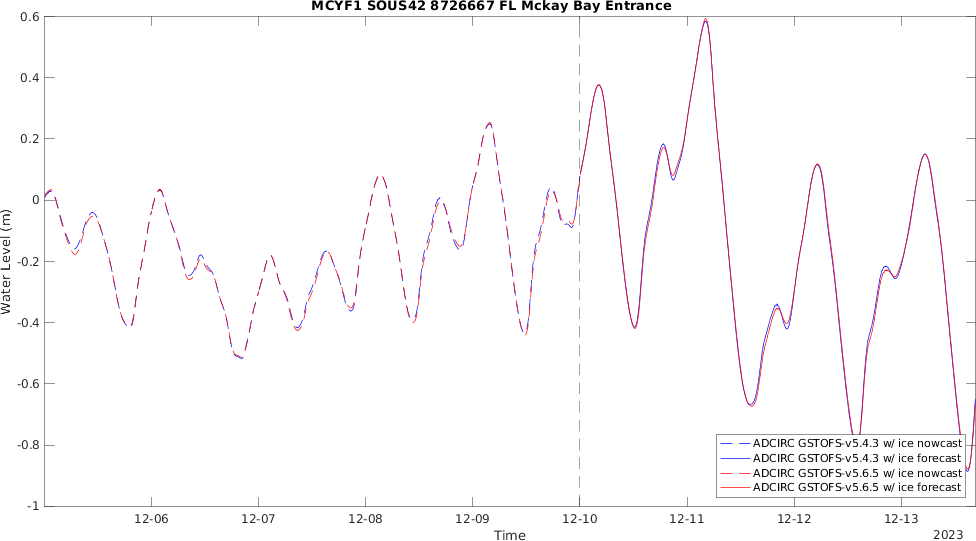 MCYF1 SOUS42 8726667 FL Mckay Bay Entrance
0.6
0.4
0.2
0
-0.2
-0.4
-0.6
-0.8
-1
Water Level (m)
ADCIRC GSTOFS-v5.4.3 w/ ice nowcast
ADCIRC GSTOFS-v5.4.3 w/ ice forecast
ADCIRC GSTOFS-v5.6.5 w/ ice nowcast
ADCIRC GSTOFS-v5.6.5 w/ ice forecast
12-06 12-07 12-08 12-09 12-10 12-11 12-12 12-13
Time
2023